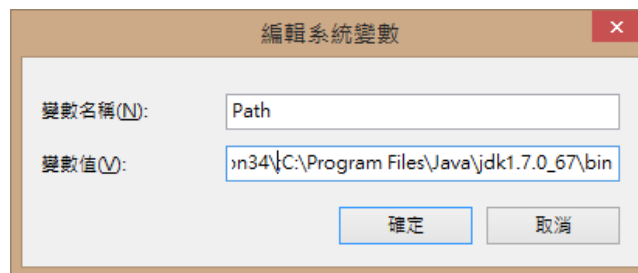 編輯系統變數
變數名稱(N):
Path
變數值(V):
on34\;C:\Program Files\Java\jdk1.7.0_67\bin
確定
取消